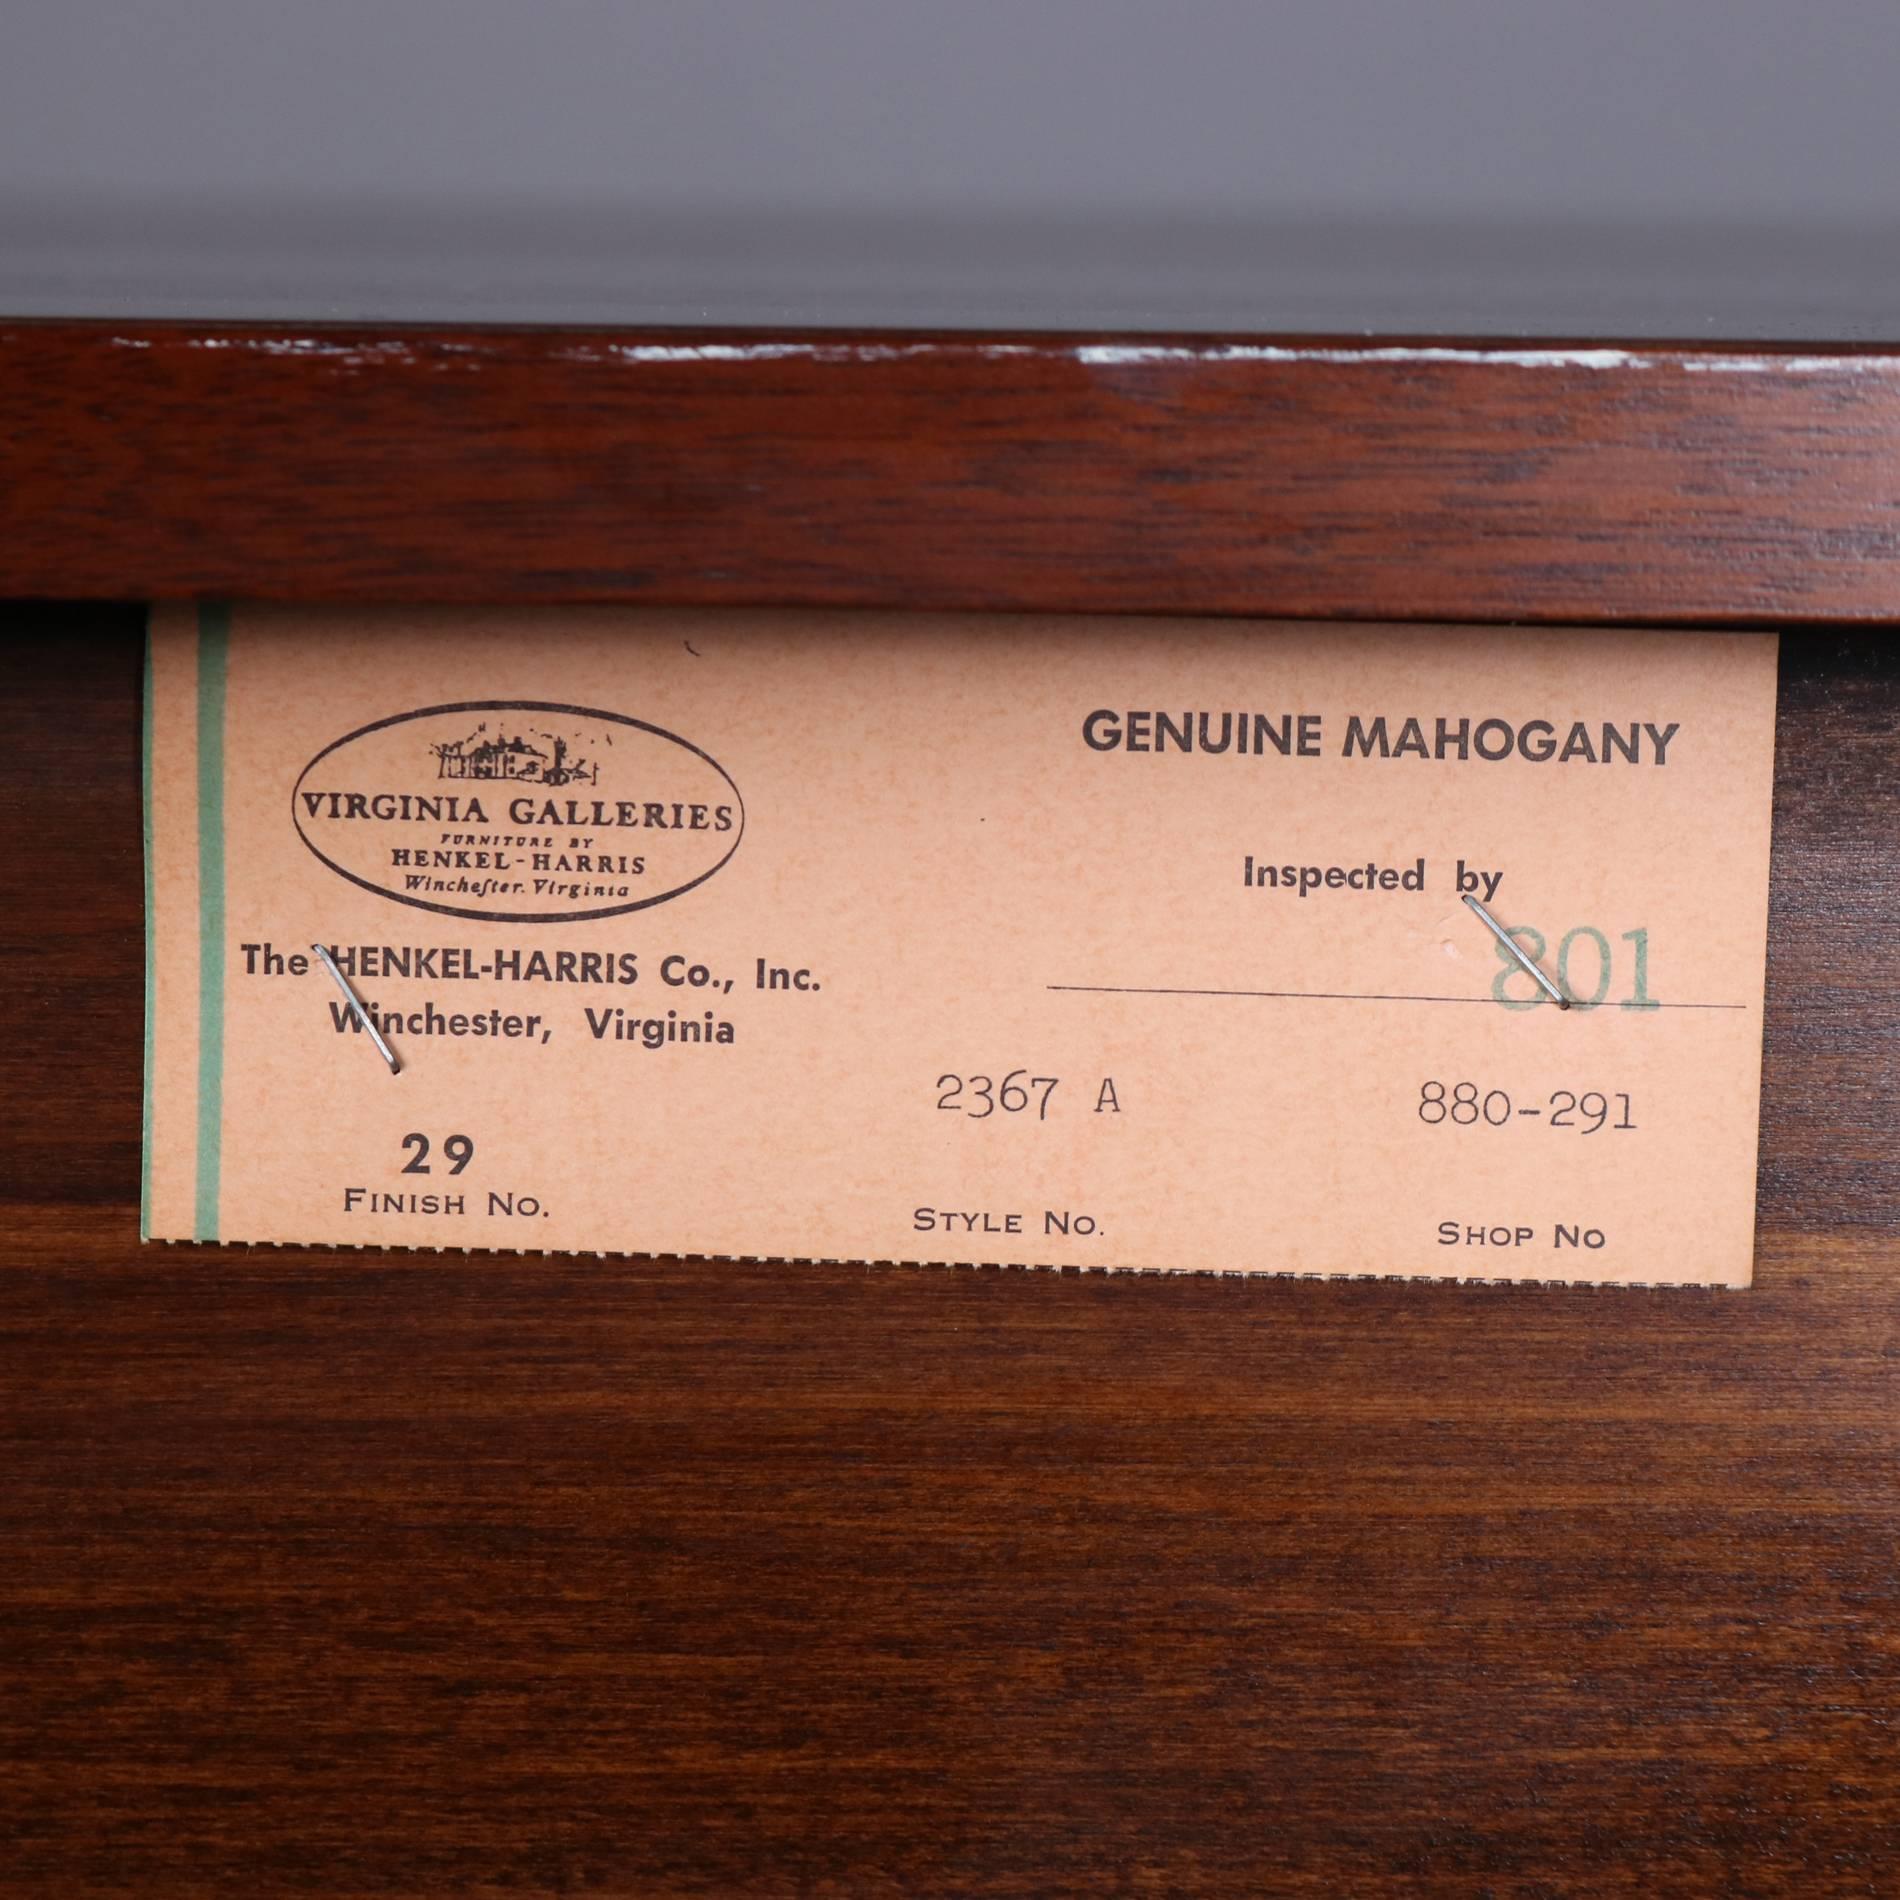 VIRGINIA GALLERIES
FURNITURE BY
HENKEL-HARRIS
Wincheſter. Virginia
The HENKEL-HARRIS Co., Inc.
Winchester, Virginia
GENUINE MAHOGANY
Inspected by
801
29
FINISH NO.
2367 A
STYLE NO.
880-291
SHOP NO